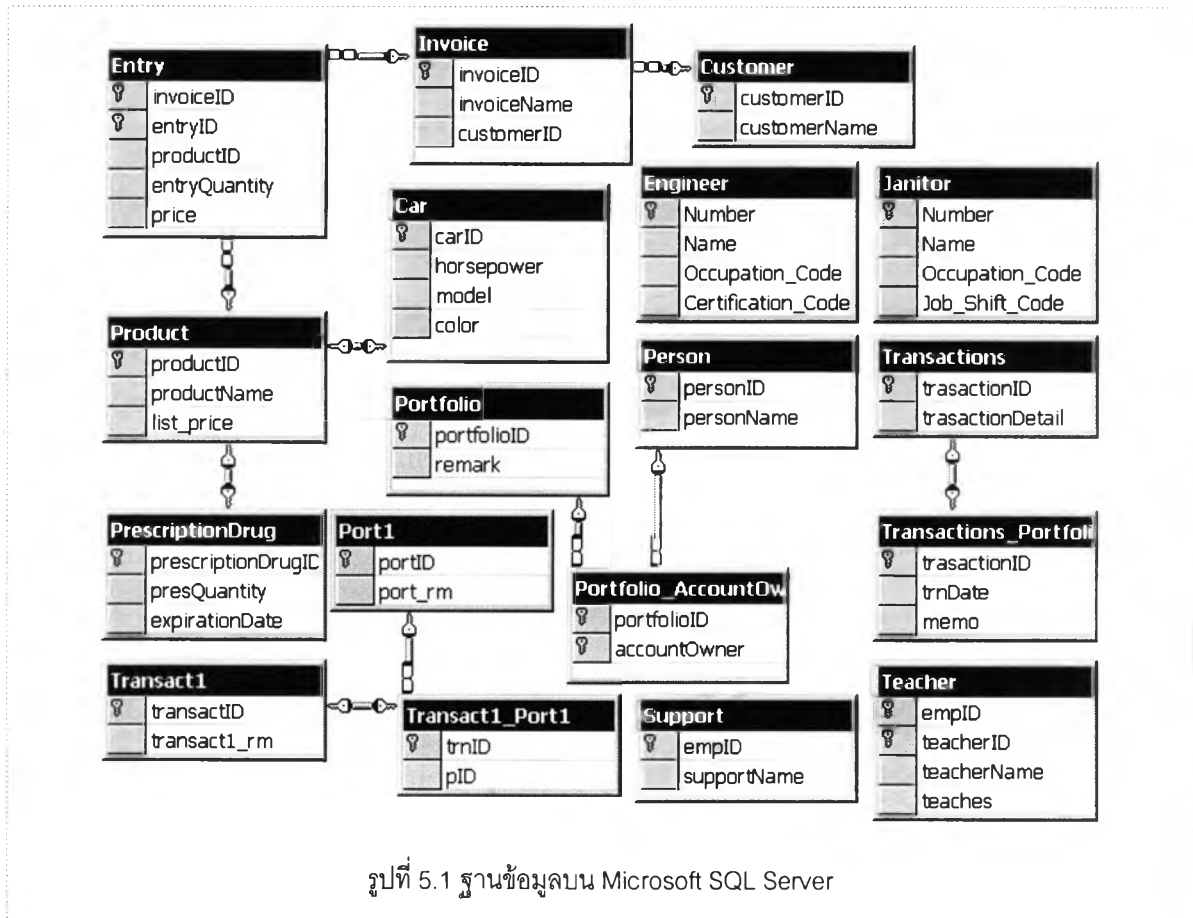 Entry
invoiceID
entryID
productID
entryQuantity
price
Invoice
invoiceID
invoiceName
customerID
Customer
customerID
customerName
Car
carID
horsepower
model
color
Engineer
Number
Name
Occupation_Code
Certification_Code
Janitor
Number
Name
Occupation_Code
Job_Shift_Code
Product
productID
productName
list_price
Portfolio
portfolioID
remark
Person
personID
personName
Transactions
trasactionID
trasactionDetail
PrescriptionDrug
prescriptionDrugID
presQuantity
expirationDate
Port1
portID
port_rm
Portfolio_AccountOw
portfolioID
accountOwner
Transactions_Portfoli
trasactionID
trnDate
memo
Transact1
transactID
transact1_rm
Transact1_Port1
trnID
pID
Support
empID
supportName
Teacher
empID
teacherID
teacherName
teaches
รูปที่ 5.1 ฐานข้อมูลบน Microsoft SQL Server